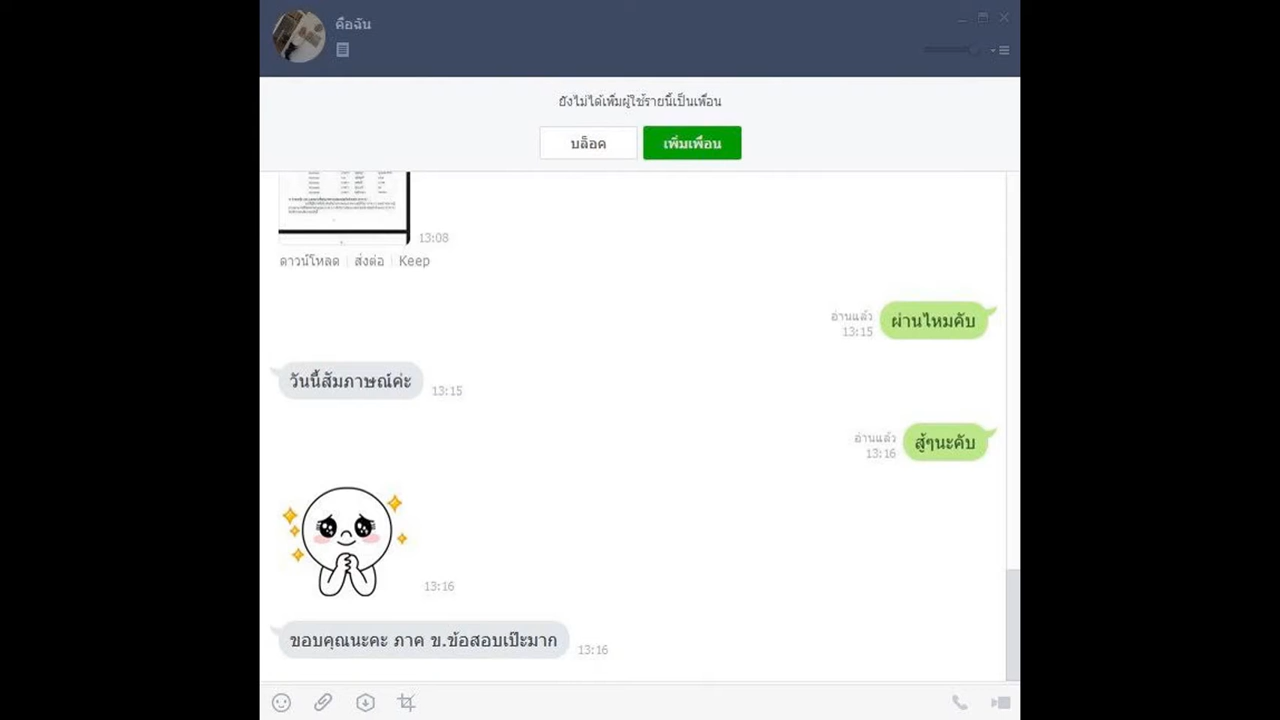 คือฉัน
ยังไม่ได้เพิ่มผู้ใช้รายนี้เป็นเพื่อน
บล็อค
เพิ่มเพื่อน
13:08
ดาวน์โหลด | ส่งต่อ | Keep
อ่านแล้ว
13:15
ผ่านไหมคับ
วันนี้สัมภาษณ์ค่ะ
13:15
อ่านแล้ว
13:16
สู้ๆนะคับ
13:16
ขอบคุณนะคะ ภาค ข.ข้อสอบเป๊ะมาก
13:16